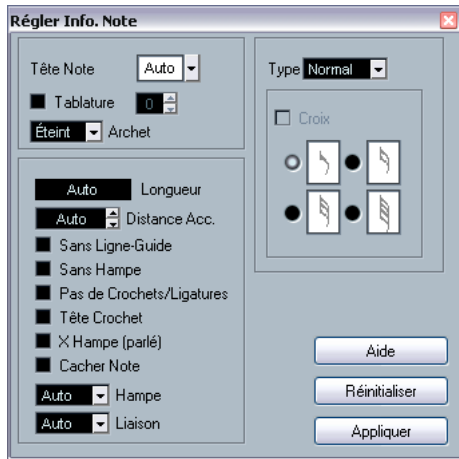 Régler Info. Note
Tête Note Auto
Tablature 0
Éteint Archet
Auto Longueur
Auto Distance Acc.
Sans Ligne-Guide
Sans Hampe
Pas de Crochets/Ligatures
Tête Crochet
X Hampe (parlé)
Cacher Note
Auto Hampe
Auto Liaison
Type Normal
Croix
Aide
Réinitialiser
Appliquer